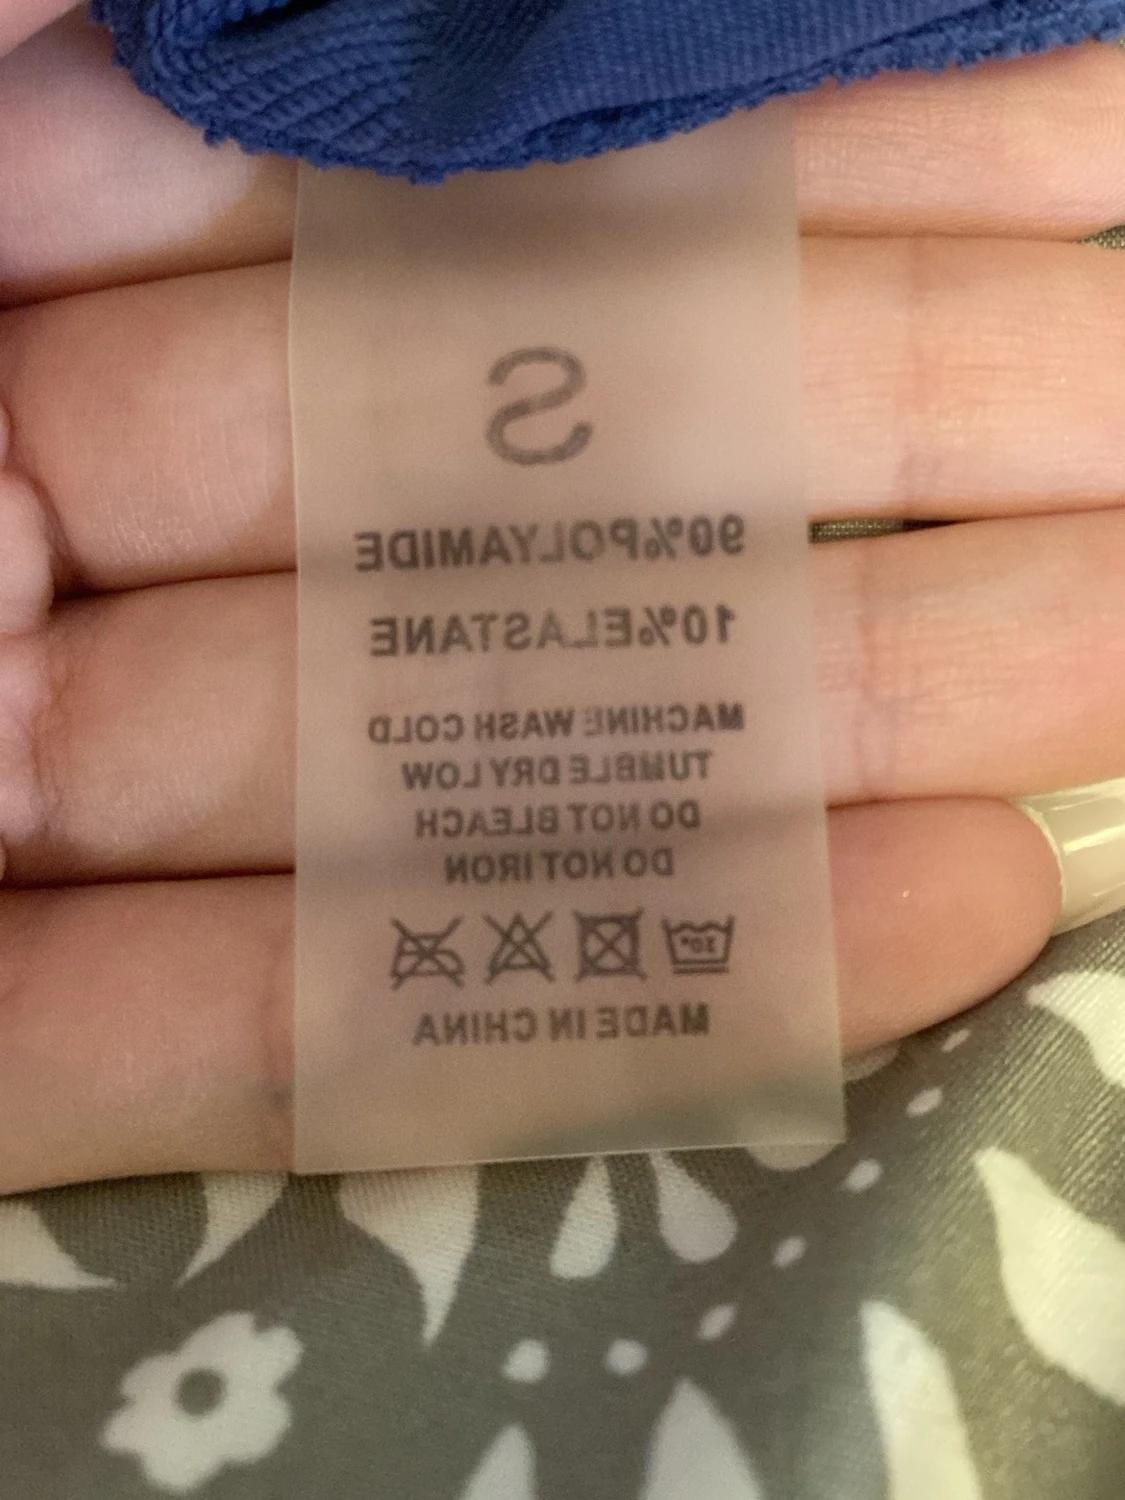 S
90%POLYAMIDE
10%ELASTANE
MACHINE WASH COLD
TUMBLE DRY LOW
DO NOT BLEACH
DO NOT IRON
30°
MADE IN CHINA